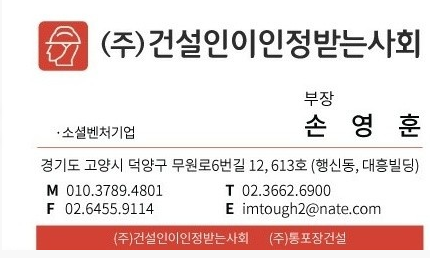 (주)건설인이인정받는사회
부장
손 영 훈
·소셜벤처기업
경기도 고양시 덕양구 무원로6번길 12, 613호 (행신동, 대흥빌딩)
M 010.3789.4801 T 02.3662.6900
F 02.6455.9114 E imtough2@nate.com
(주)건설인이인정받는사회 (주)통포장건설